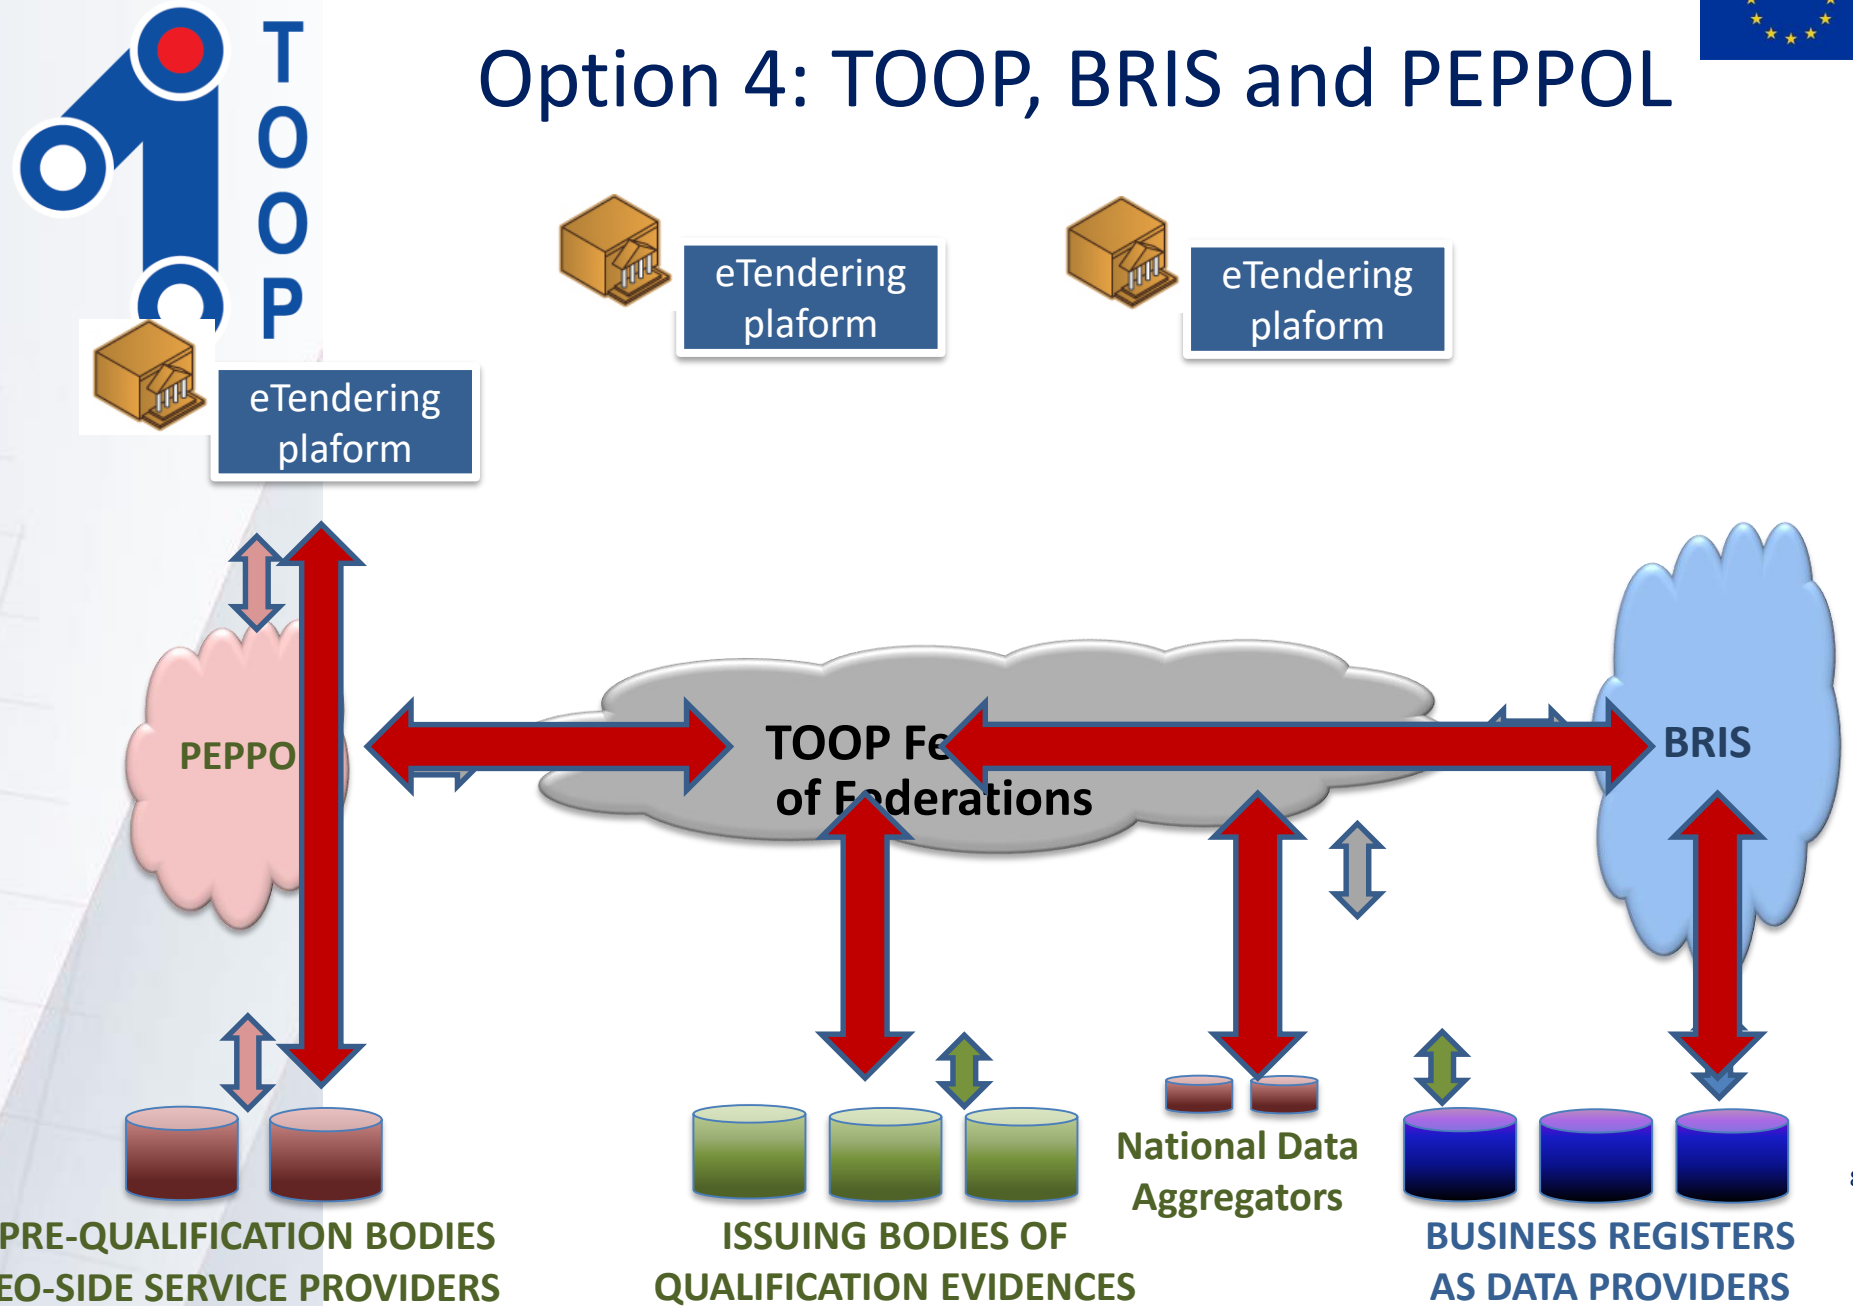 TOOP
Option 4: TOOP, BRIS and PEPPOL
eTendering
plaform
eTendering
plaform
eTendering
plaform
PEPPO
TOOP Fe
of Federations
BRIS
National Data
Aggregators
PRE-QUALIFICATION BODIES
EO-SIDE SERVICE PROVIDERS
ISSUING BODIES OF
QUALIFICATION EVIDENCES
BUSINESS REGISTERS
AS DATA PROVIDERS